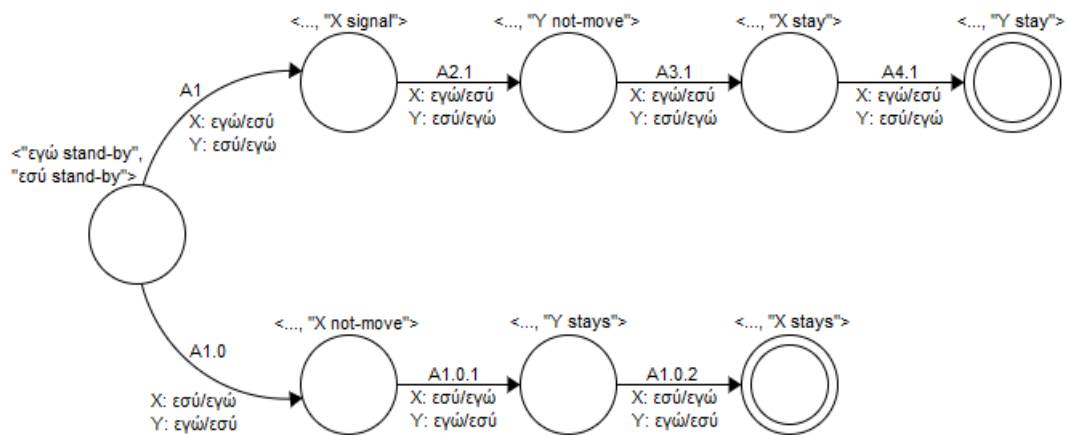 <..., "X signal">
<..., "Y not-move">
<..., "X stay">
<..., "Y stay">
A1
X: εγώ/εσύ
Y: εσύ/εγώ
A2.1
X: εγώ/εσύ
Y: εσύ/εγώ
A3.1
X: εγώ/εσύ
Y: εσύ/εγώ
A4.1
X: εγώ/εσύ
Y: εσύ/εγώ
<"εγώ stand-by",
"εσύ stand-by">
<..., "X not-move">
<..., "Y stays">
<..., "X stays">
A1.0
X: εσύ/εγώ
Y: εγώ/εσύ
A1.0.1
X: εσύ/εγώ
Y: εγώ/εσύ
A1.0.2
X: εσύ/εγώ
Y: εγώ/εσύ